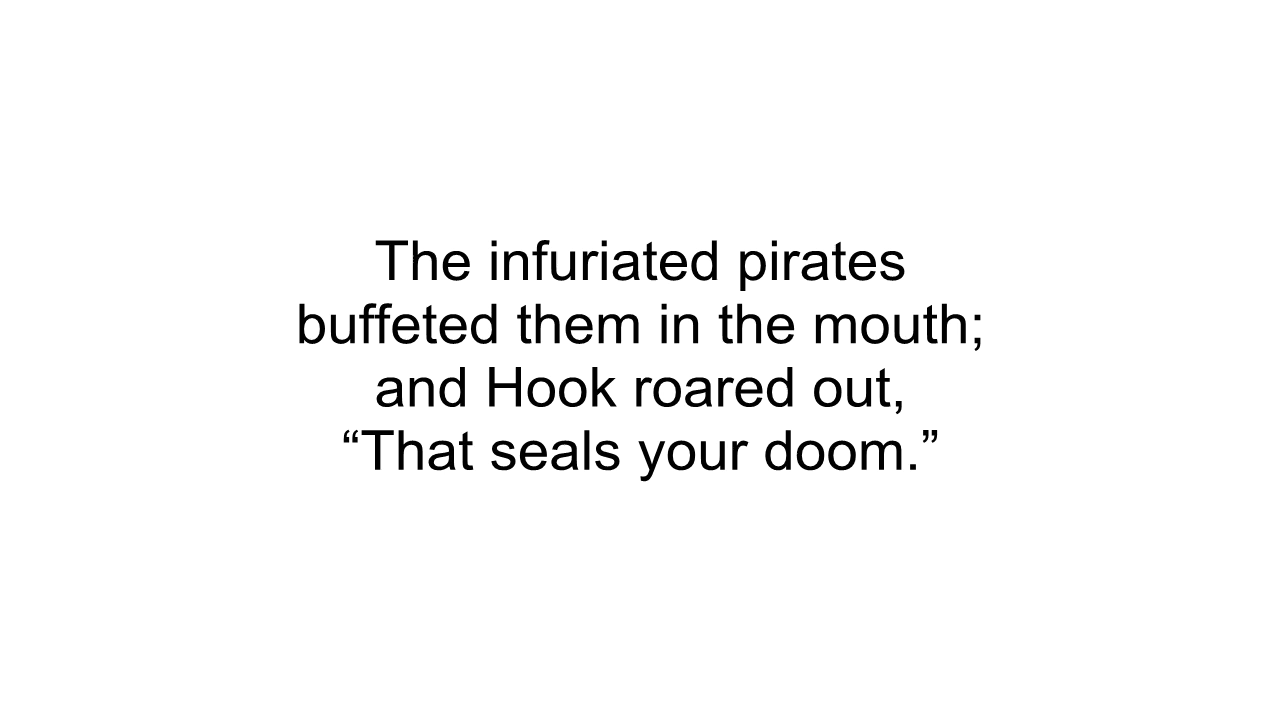 The infuriated pirates
buffeted them in the mouth;
and Hook roared out,
“That seals your doom.”